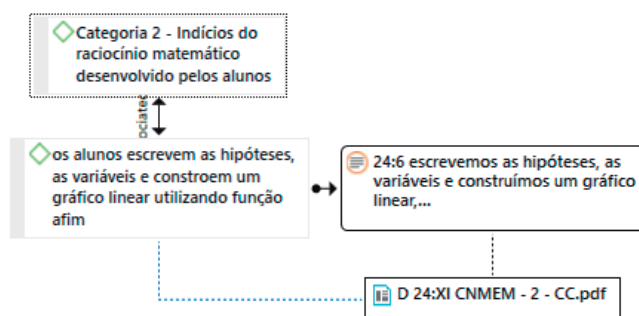 Categoria 2 - Indícios do
raciocínio matemático
desenvolvido pelos alunos
os alunos escrevem as hipóteses,
as variáveis e constroem um
gráfico linear utilizando função
afim
24:6 escrevemos as hipóteses, as
variáveis e construímos um gráfico
linear,...
D 24:XI CNMEM - 2 - CC.pdf